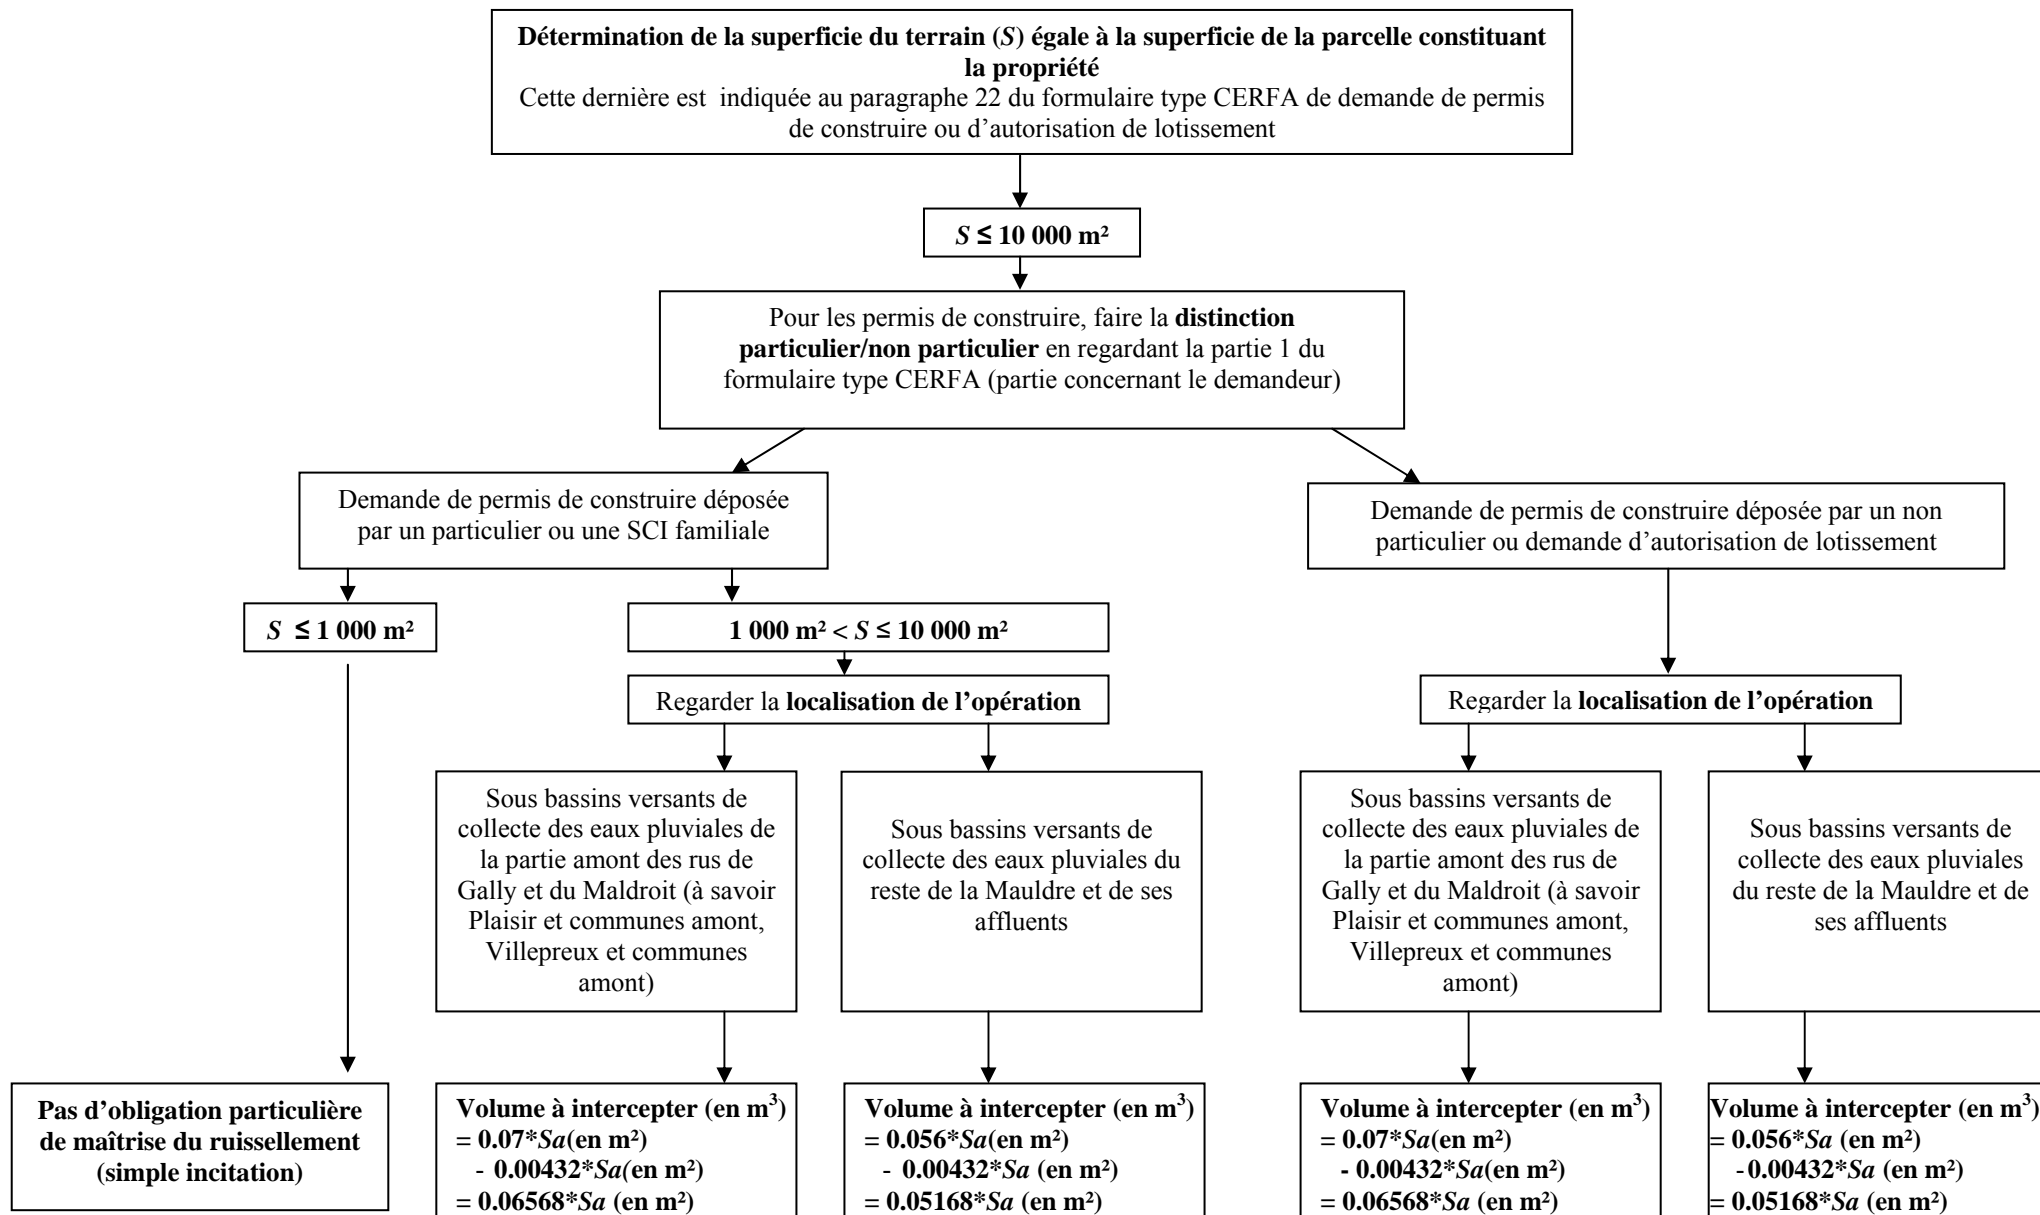 Détermination de la superficie du terrain (S) égale à la superficie de la parcelle constituant
la propriété
Cette dernière est indiquée au paragraphe 22 du formulaire type CERFA de demande de permis
de construire ou d'autorisation de lotissement
S ≤ 10 000 m²
Pour les permis de construire, faire la distinction
particulier/non particulier en regardant la partie 1 du
formulaire type CERFA (partie concernant le demandeur)
Demande de permis de construire déposée
par un particulier ou une SCI familiale
Demande de permis de construire déposée par un non
particulier ou demande d'autorisation de lotissement
S ≤ 1 000 m²
1 000 m² < S ≤ 10 000 m²
Regarder la localisation de l'opération
Regarder la localisation de l'opération
Sous bassins versants de
collecte des eaux pluviales de
la partie amont des rus de
Gally et du Maldroit (à savoir
Plaisir et communes amont,
Villepreux et communes
amont)
Sous bassins versants de
collecte des eaux pluviales du
reste de la Mauldre et de ses
affluents
Sous bassins versants de
collecte des eaux pluviales de
la partie amont des rus de
Gally et du Maldroit (à savoir
Plaisir et communes amont,
Villepreux et communes
amont)
Sous bassins versants de
collecte des eaux pluviales
du reste de la Mauldre et de
ses affluents
Pas d'obligation particulière
de maîtrise du ruissellement
(simple incitation)
Volume à intercepter (en m³)
= 0.07*Sa(en m²)
- 0.00432*Sa(en m²)
= 0.06568*Sa (en m²)
Volume à intercepter (en m³)
= 0.056*Sa(en m²)
- 0.00432*Sa (en m²)
= 0.05168*Sa (en m²)
Volume à intercepter (en m³)
= 0.07*Sa(en m²)
- 0.00432*Sa(en m²)
= 0.06568*Sa (en m²)
Volume à intercepter (en m³)
= 0.056*Sa (en m²)
-0.00432*Sa (en m²)
= 0.05168*Sa (en m²)